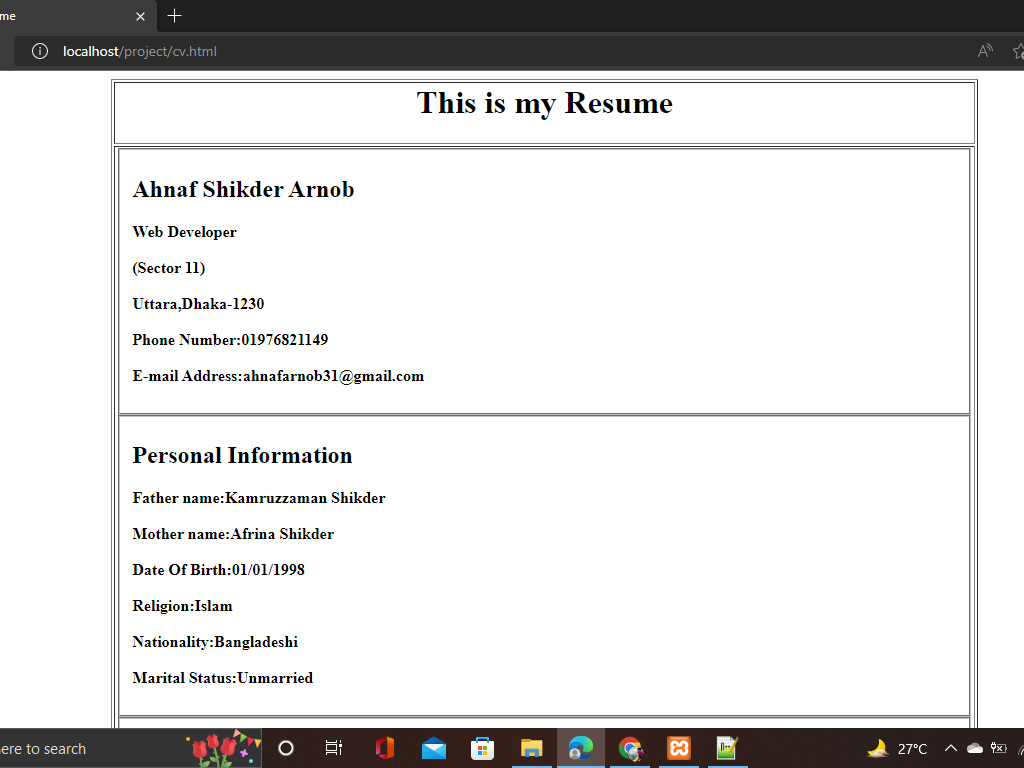 me
localhost/project/cv.html
This is my Resume
Ahnaf Shikder Arnob
Web Developer
(Sector 11)
Uttara,Dhaka-1230
Phone Number:01976821149
E-mail Address:ahnafarnob31@gmail.com
Personal Information
Father name:Kamruzzaman Shikder
Mother name:Afrina Shikder
Date Of Birth:01/01/1998
Religion:Islam
Nationality:Bangladeshi
Marital Status:Unmarried
ere to search
27°C